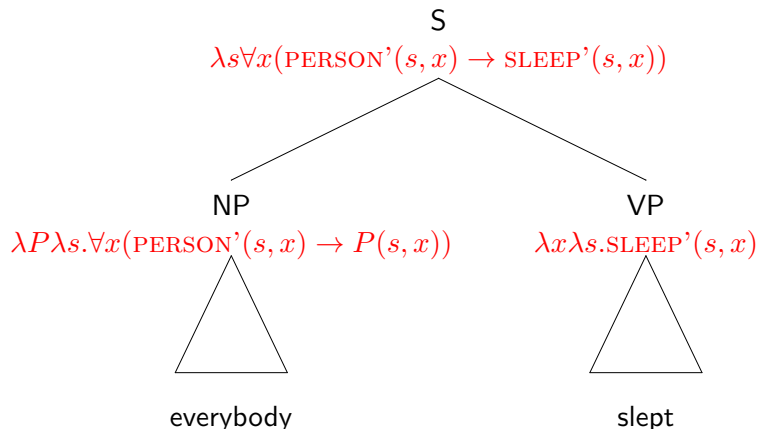 S
λs∀x(PERSON’(s, x) → SLEEP’(s, x))
NP VP
λPλs.∀x(PERSON’(s, x) → P(s, x)) λxλs.SLEEP’(s, x)
everybody slept